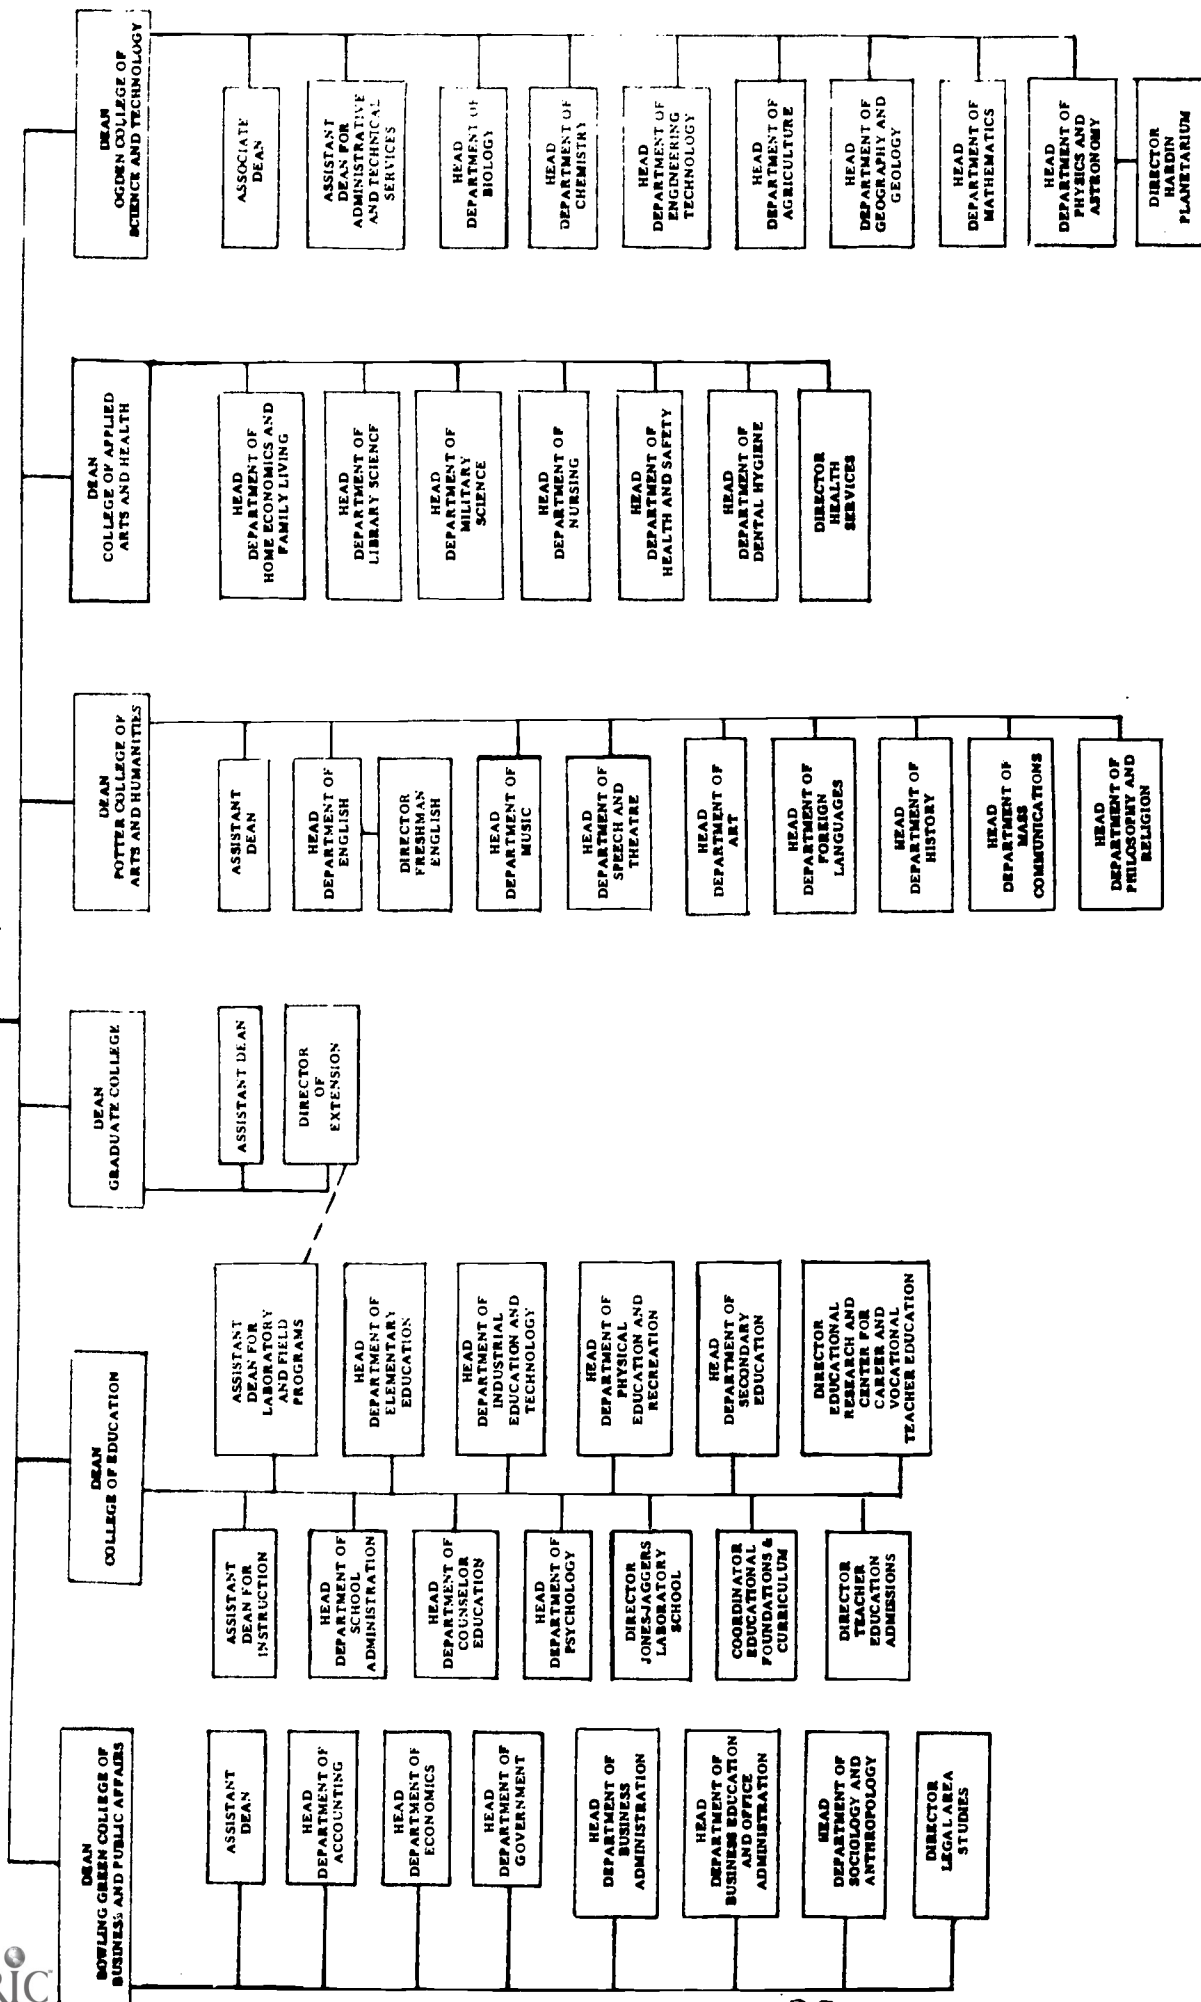 DEAN
BOWLING GREEN COLLEGE OF
BUSINESS AND PUBLIC AFFAIRS
ASSISTANT
DEAN
HEAD
DEPARTMENT OF
ACCOUNTING
HEAD
DEPARTMENT OF
ECONOMICS
HEAD
DEPARTMENT OF
GOVERNMENT
HEAD
DEPARTMENT OF
BUSINESS
ADMINISTRATION
HEAD
DEPARTMENT OF
BUSINESS EDUCATION
AND OFFICE
ADMINISTRATION
HEAD
DEPARTMENT OF
SOCIOLOGY AND
ANTHROPOLOGY
DIRECTOR
LEGAL AREA
STUDIES
DEAN
COLLEGE OF EDUCATION
ASSISTANT
DEAN FOR
INSTRUCTION
HEAD
DEPARTMENT OF
SCHOOL
ADMINISTRATION
HEAD
DEPARTMENT OF
COUNSELOR
EDUCATION
HEAD
DEPARTMENT OF
PSYCHOLOGY
DIRECTOR
JONES-JAGGERS
LABORATORY
SCHOOL
COORDINATOR
EDUCATIONAL
FOUNDATIONS &
CURRICULUM
DIRECTOR
TEACHER
EDUCATION
ADMISSIONS
ASSISTANT
DEAN FOR
LABORATORY
AND FIELD
PROGRAMS
HEAD
DEPARTMENT OF
ELEMENTARY
EDUCATION
HEAD
DEPARTMENT OF
INDUSTRIAL
EDUCATION AND
TECHNOLOGY
HEAD
DEPARTMENT OF
PHYSICAL
EDUCATION AND
RECREATION
HEAD
DEPARTMENT OF
SECONDARY
EDUCATION
DIRECTOR
EDUCATIONAL
RESEARCH AND
CENTER FOR
CAREER AND
VOCATIONAL
TEACHER EDUCATION
DEAN
GRADUATE COLLEGE
ASSISTANT DEAN
DIRECTOR
OF
EXTENSION
DEAN
POTTER COLLEGE OF
ARTS AND HUMANITIES
ASSISTANT
DEAN
HEAD
DEPARTMENT OF
ENGLISH
DIRECTOR
FRESHMAN
ENGLISH
HEAD
DEPARTMENT OF
MUSIC
HEAD
DEPARTMENT OF
SPEECH AND
THEATRE
HEAD
DEPARTMENT OF
ART
HEAD
DEPARTMENT OF
FOREIGN
LANGUAGES
HEAD
DEPARTMENT OF
HISTORY
HEAD
DEPARTMENT OF
MASS
COMMUNICATIONS
HEAD
DEPARTMENT OF
PHILOSOPHY AND
RELIGION
DEAN
COLLEGE OF APPLIED
ARTS AND HEALTH
HEAD
DEPARTMENT OF
HOME ECONOMICS AND
FAMILY LIVING
HEAD
DEPARTMENT OF
LIBRARY SCIENCE
HEAD
DEPARTMENT OF
MILITARY
SCIENCE
HEAD
DEPARTMENT OF
NURSING
HEAD
DEPARTMENT OF
HEALTH AND SAFETY
HEAD
DEPARTMENT OF
DENTAL HYGIENE
DIRECTOR
HEALTH
SERVICES
DEAN
OGDEN COLLEGE OF
SCIENCE AND TECHNOLOGY
ASSOCIATE
DEAN
ASSISTANT
DEAN FOR
ADMINISTRATIVE
AND TECHNICAL
SERVICES
HEAD
DEPARTMENT OF
BIOLOGY
HEAD
DEPARTMENT OF
CHEMISTRY
HEAD
DEPARTMENT OF
ENGINEERING
TECHNOLOGY
HEAD
DEPARTMENT OF
AGRICULTURE
HEAD
DEPARTMENT OF
GEOGRAPHY AND
GEOLOGY
HEAD
DEPARTMENT OF
MATHEMATICS
HEAD
DEPARTMENT OF
PHYSICS AND
ASTRONOMY
DIRECTOR
HARDIN
PLANETARIUM